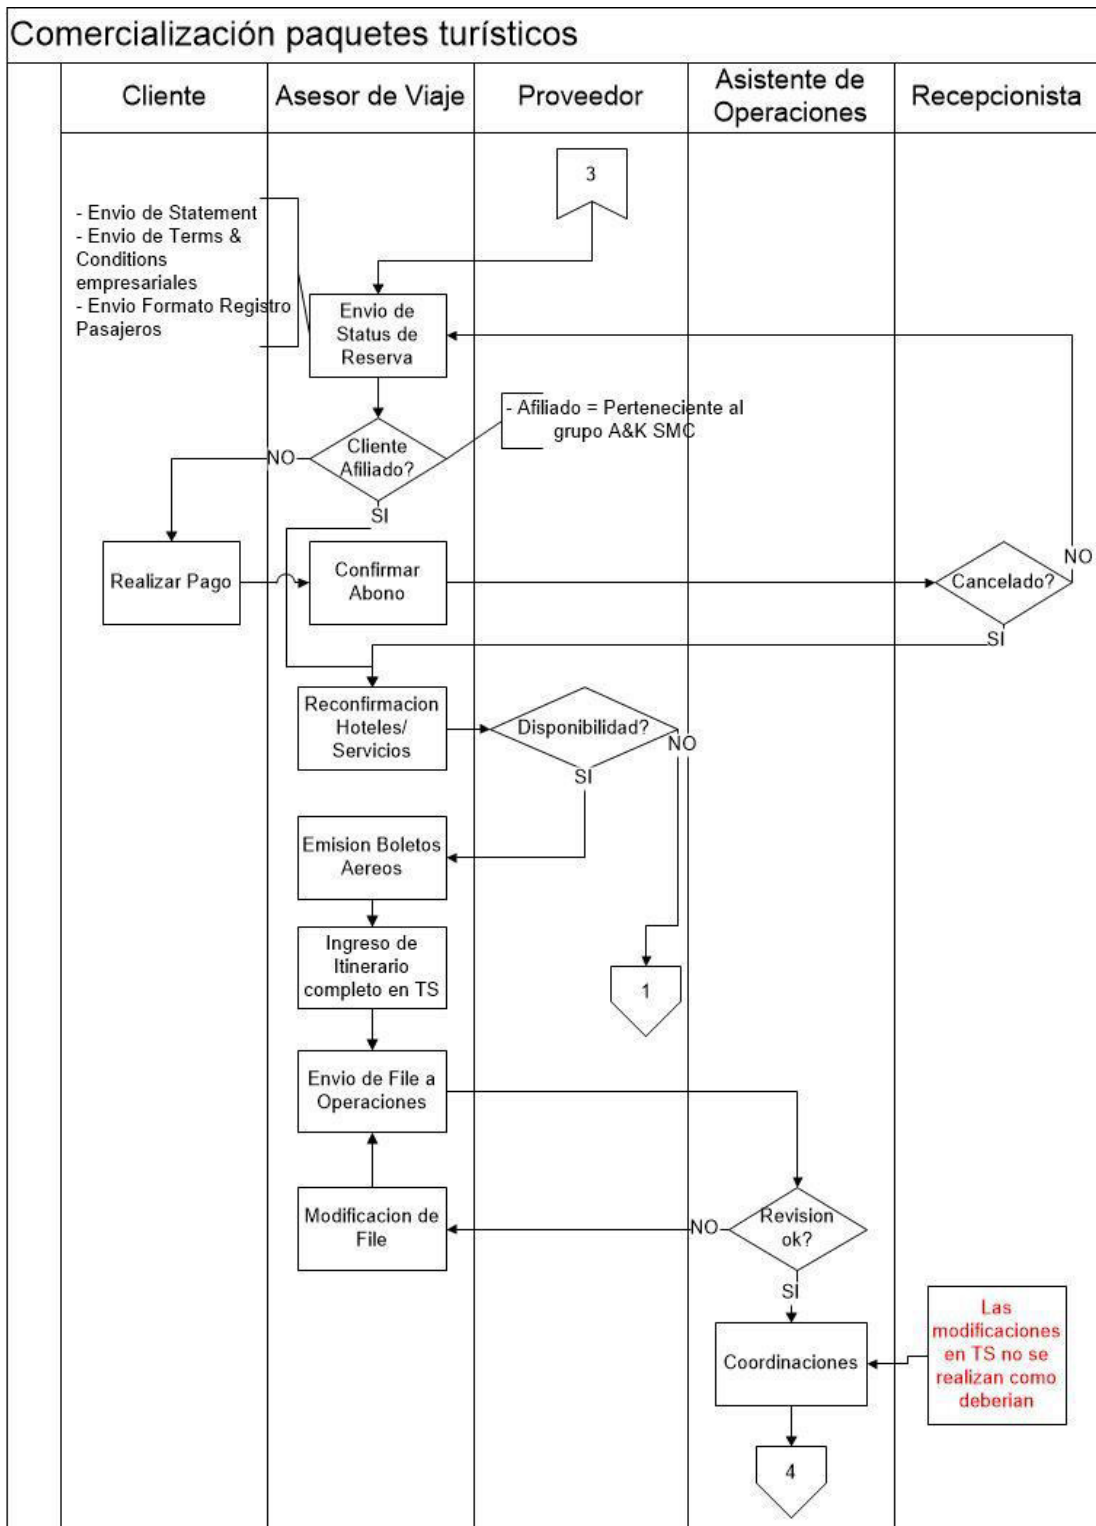 Comercialización paquetes turísticos
Cliente
Asesor de Viaje
Proveedor
Asistente de
Operaciones
Recepcionista
3
- Envio de Statement
- Envio de Terms &
Conditions
empresariales
- Envio Formato Registro
Pasajeros
Envio de
Status de
Reserva
- Afiliado = Perteneciente al
grupo A&K SMC
Cliente
Afiliado?
NO
SI
Realizar Pago
Confirmar
Abono
Cancelado?
NO
SI
Reconfirmacion
Hoteles/
Servicios
Disponibilidad?
NO
SI
Emision Boletos
Aereos
Ingreso de
Itinerario
completo en TS
1
Envio de File a
Operaciones
Modificacion de
File
NO
Revision
ok?
SI
Coordinaciones
Las
modificaciones
en TS no se
realizan como
deberian
4